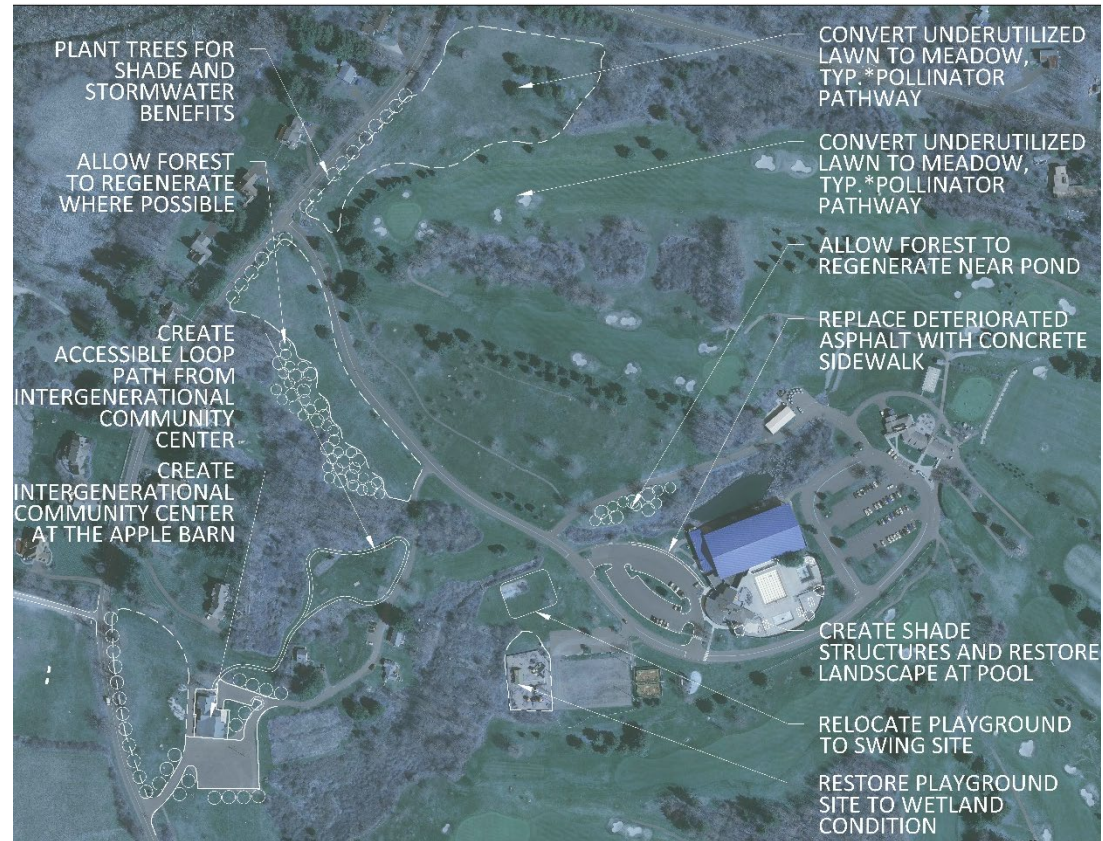 PLANT TREES FOR
SHADE AND
STORMWATER
BENEFITS
ALLOW FOREST
TO REGENERATE
WHERE POSSIBLE
CREATE
ACCESSIBLE LOOP
PATH FROM
INTERGENERATIONAL
COMMUNITY
CENTER
CREATE
INTERGENERATIONAL
COMMUNITY CENTER
AT THE APPLE BARN
CONVERT UNDERUTILIZED
LAWN TO MEADOW,
TYP.*POLLINATOR
PATHWAY
CONVERT UNDERUTILIZED
LAWN TO MEADOW,
TYP.*POLLINATOR
PATHWAY
ALLOW FOREST TO
REGENERATE NEAR POND
REPLACE DETERIORATED
ASPHALT WITH CONCRETE
SIDEWALK
CREATE SHADE
STRUCTURES AND RESTORE
LANDSCAPE AT POOL
RELOCATE PLAYGROUND
TO SWING SITE
RESTORE PLAYGROUND
SITE TO WETLAND
CONDITION